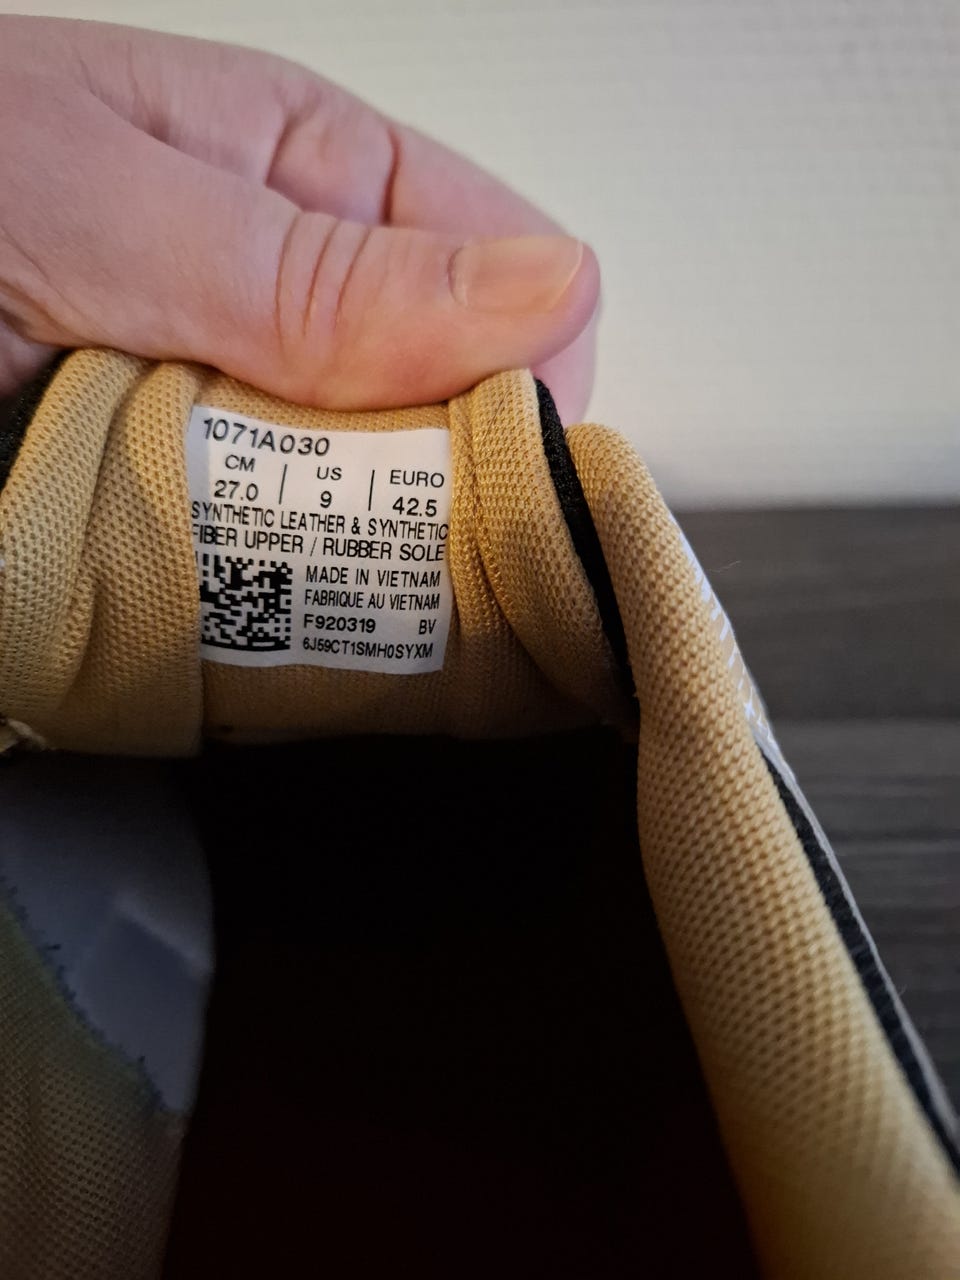 1071A030
CM | US | EURO
27.0 | 9 | 42.5
SYNTHETIC LEATHER & SYNTHETIC
FIBER UPPER / RUBBER SOLE
MADE IN VIETNAM
FABRIQUE AU VIETNAM
F920319 BV
6J59CT1SMH0SYXM